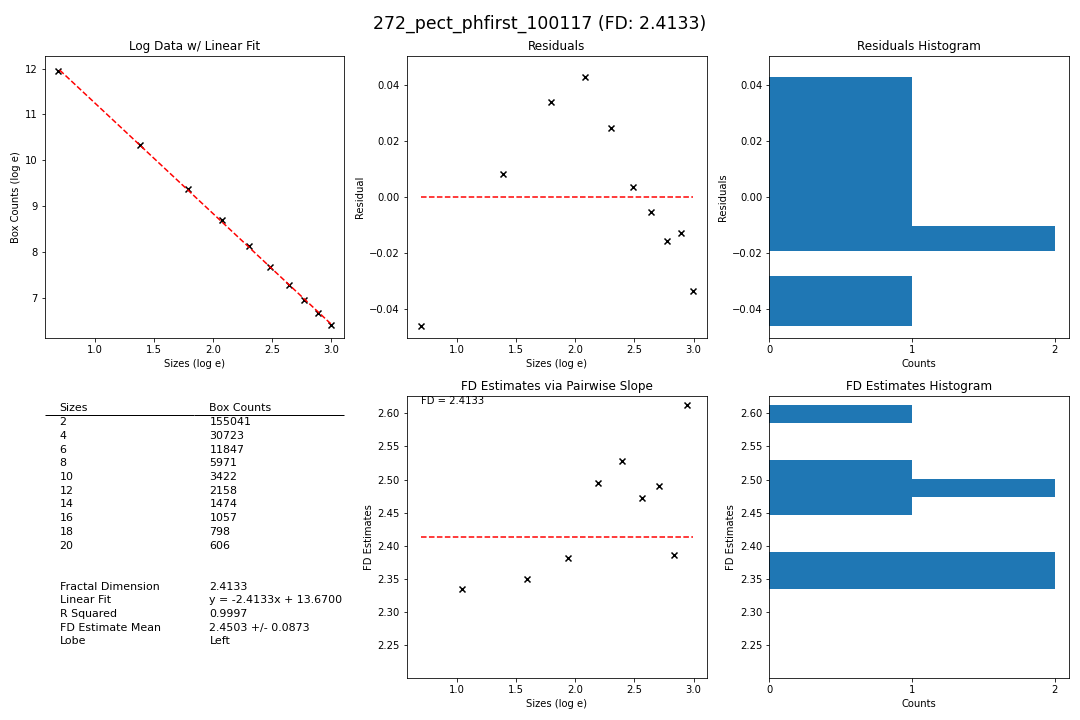 272_pect_phfirst_100117 (FD: 2.4133)
Log Data w/ Linear Fit
12
11
10
9
8
7
Box Counts (log e)
1.0 1.5 2.0 2.5 3.0
Sizes (log e)
Residuals
0.04
0.02
0.00
−0.02
−0.04
Residual
1.0 1.5 2.0 2.5 3.0
Sizes (log e)
Residuals Histogram
0.04
0.02
0.00
−0.02
−0.04
Residuals
0 1 2
Counts
Sizes Box Counts
2 155041
4 30723
6 11847
8 5971
10 3422
12 2158
14 1474
16 1057
18 798
20 606
Fractal Dimension 2.4133
Linear Fit y = -2.4133x + 13.6700
R Squared 0.9997
FD Estimate Mean 2.4503 +/- 0.0873
Lobe Left
FD Estimates via Pairwise Slope
FD = 2.4133
2.60
2.55
2.50
2.45
2.40
2.35
2.30
2.25
FD Estimates
1.0 1.5 2.0 2.5 3.0
Sizes (log e)
FD Estimates Histogram
2.60
2.55
2.50
2.45
2.40
2.35
2.30
2.25
FD Estimates
0 1 2
Counts